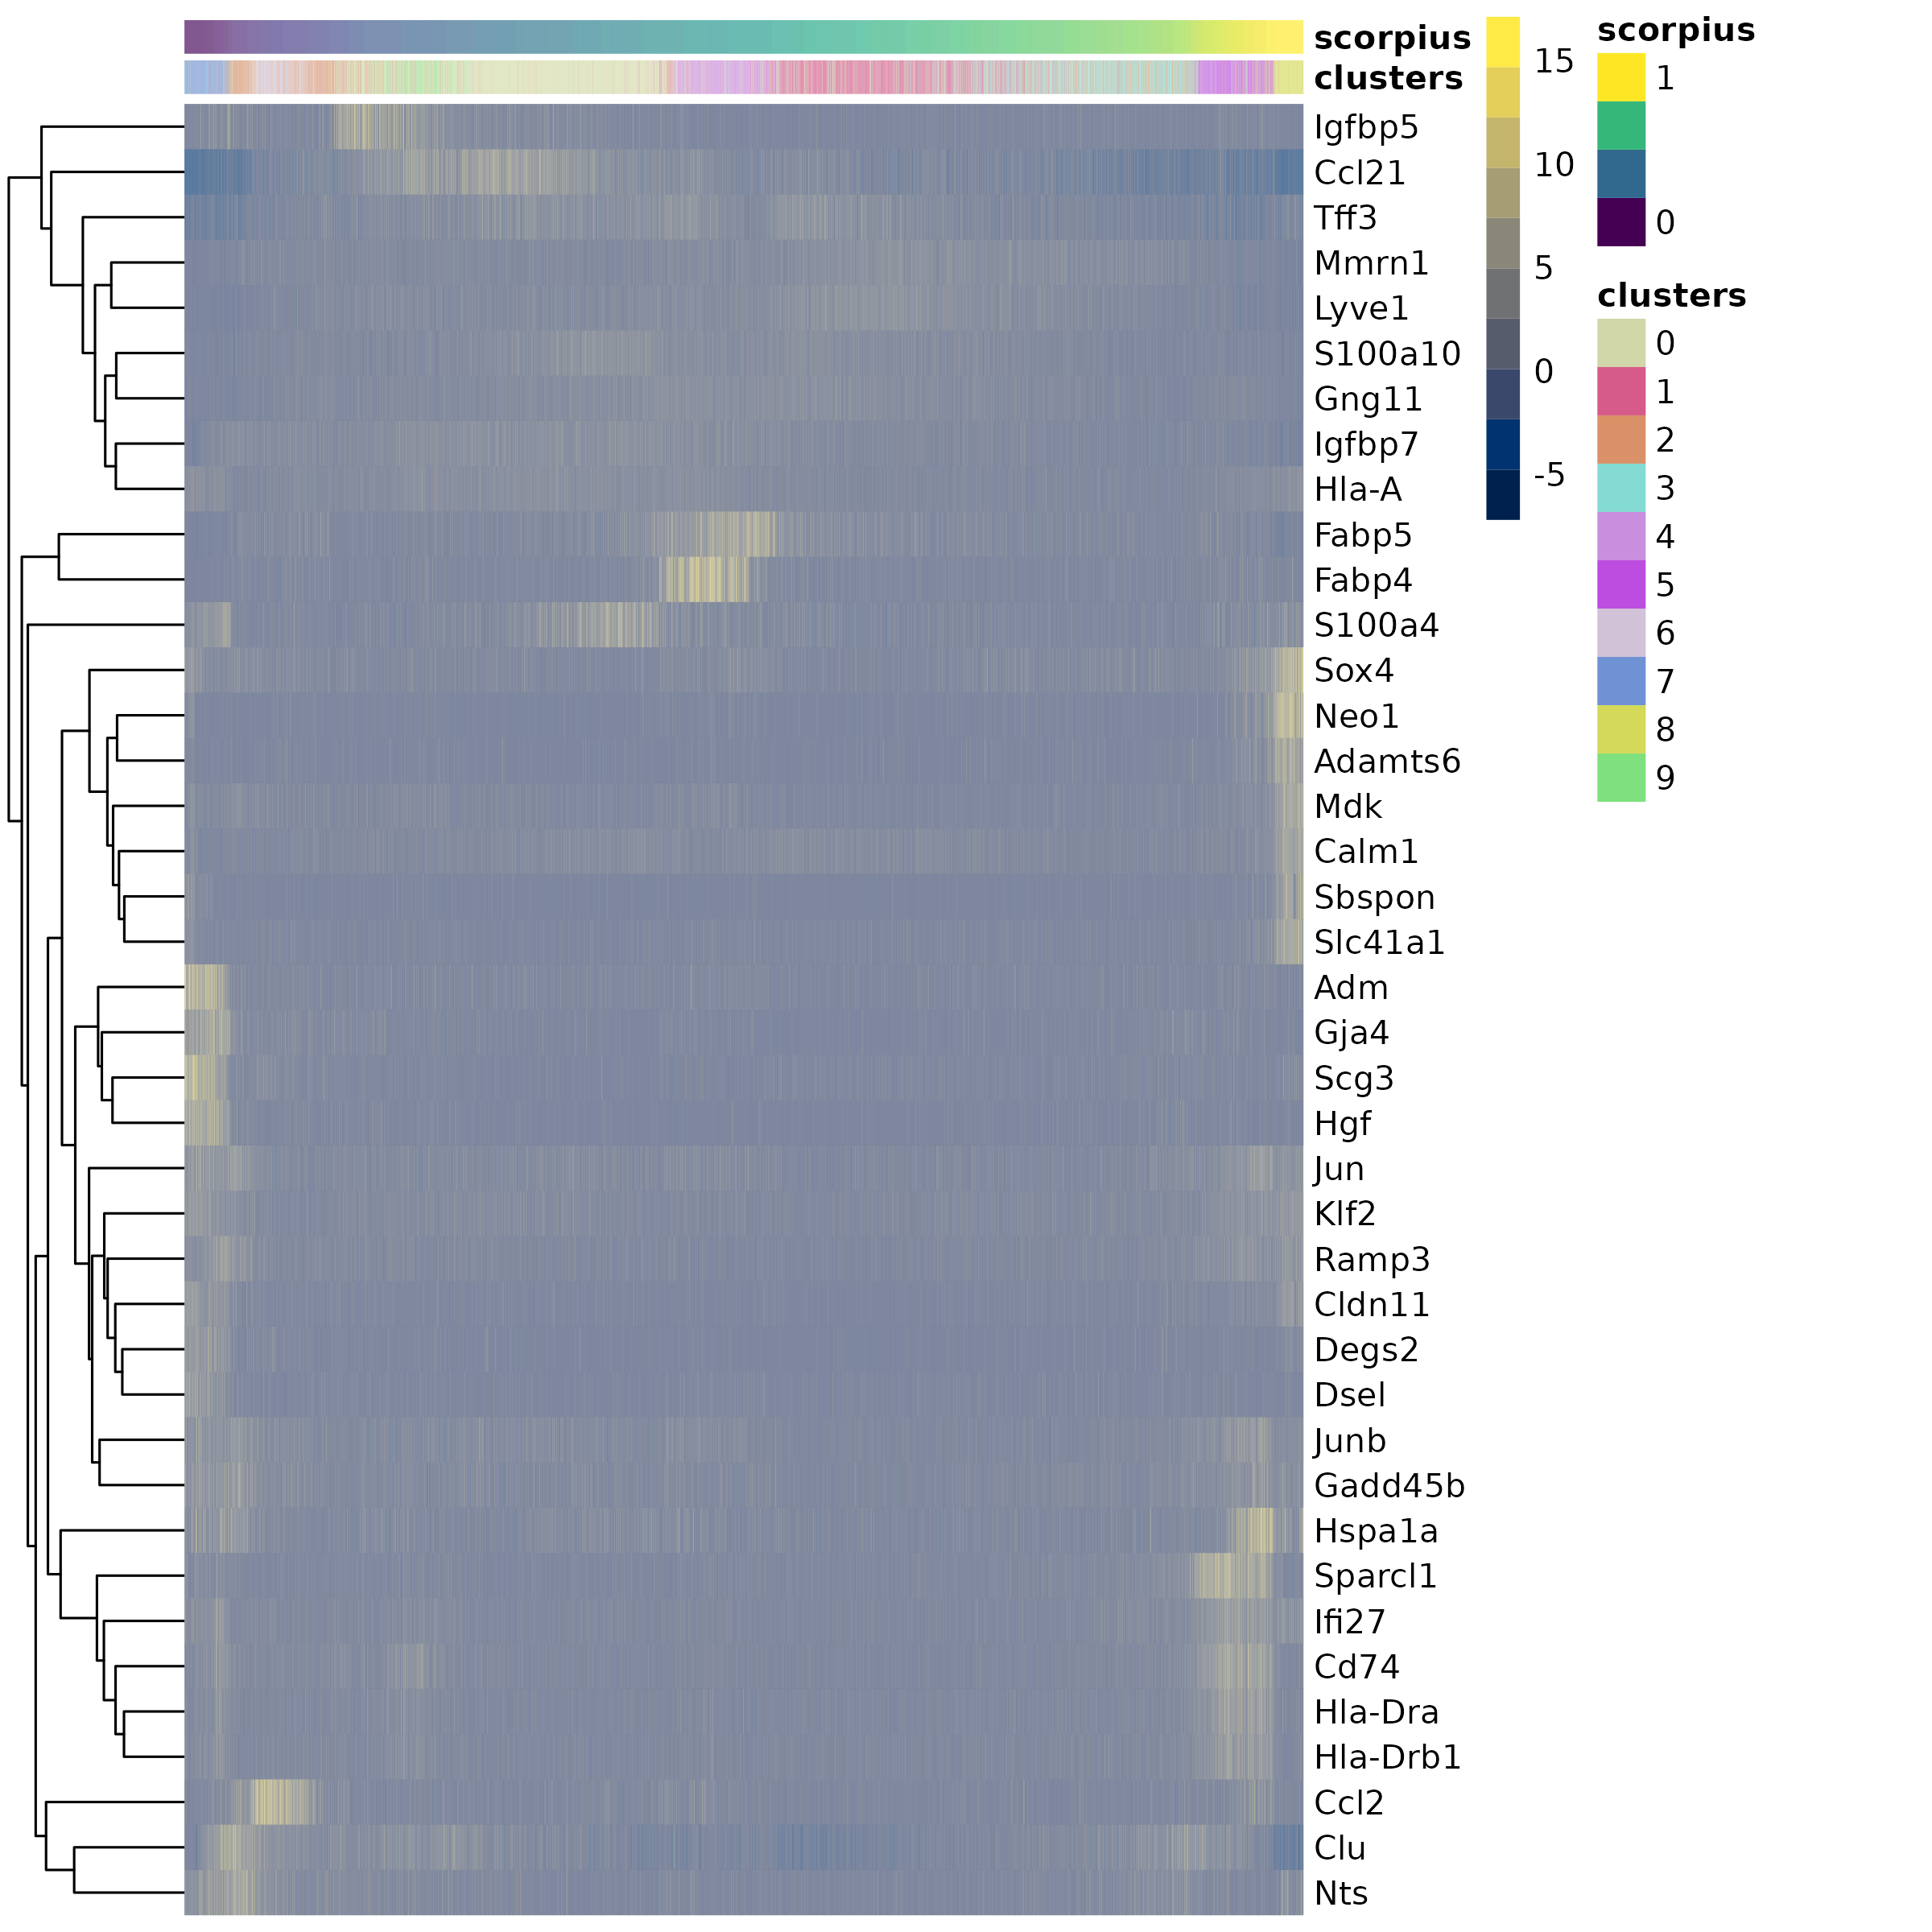 scorpius
clusters
Igfbp5
Ccl21
Tff3
Mmrn1
Lyve1
S100a10
Gng11
Igfbp7
Hla-A
Fabp5
Fabp4
S100a4
Sox4
Neo1
Adamts6
Mdk
Calm1
Sbspon
Slc41a1
Adm
Gja4
Scg3
Hgf
Jun
Klf2
Ramp3
Cldn11
Degs2
Dsel
Junb
Gadd45b
Hspa1a
Sparcl1
Ifi27
Cd74
Hla-Dra
Hla-Drb1
Ccl2
Clu
Nts
15
10
5
0
-5
scorpius
1
0
clusters
0
1
2
3
4
5
6
7
8
9